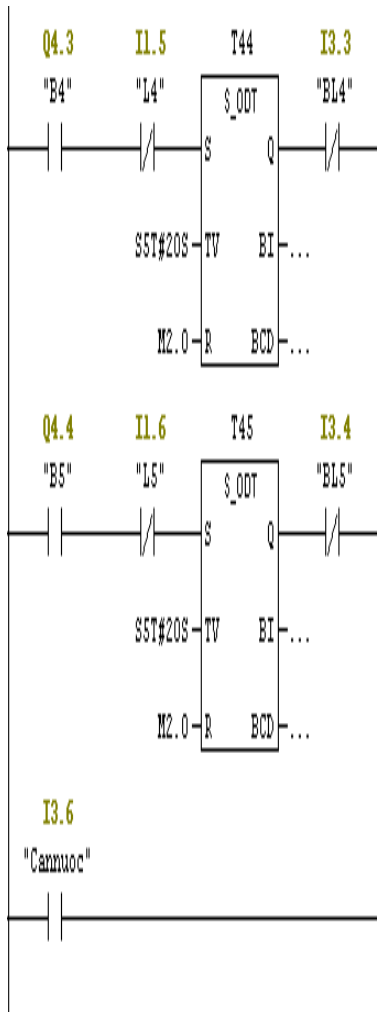 Q4.3 I1.5 T44 I3.3
"B4" "L4" S_ODT "BL4"
S Q
S5T#20S TV BI ...
M2.0 R BCD ...
Q4.4 I1.6 T45 I3.4
"B5" "L5" S_ODT "BL5"
S Q
S5T#20S TV BI ...
M2.0 R BCD ...
I3.6
"Cannuoc"